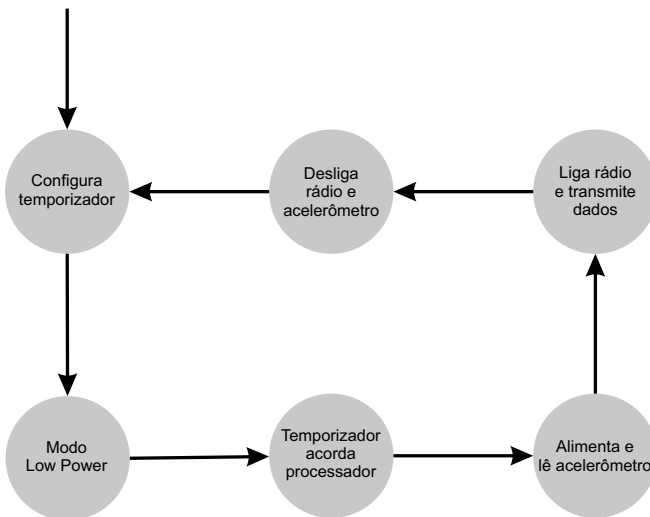 Configura
temporizador
Desliga
rádio e
acelerômetro
Liga rádio
e transmite
dados
Modo
Low Power
Temporizador
acorda
processador
Alimenta e
lê acelerômetro